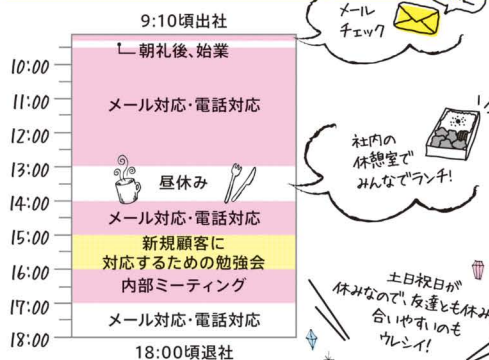 9:10頃出社
メール
チェック
朝礼後、始業
10:00
11:00
メール対応・電話対応
12:00
13:00
昼休み
社内の
休憩室で
みんなでランチ!
14:00
メール対応・電話対応
15:00
新規顧客に
対応するための勉強会
16:00
内部ミーティング
17:00
メール対応・電話対応
18:00
18:00頃退社
土日祝日が
休みなので、友達とも休み
合いやすいのも
ウレシイ!